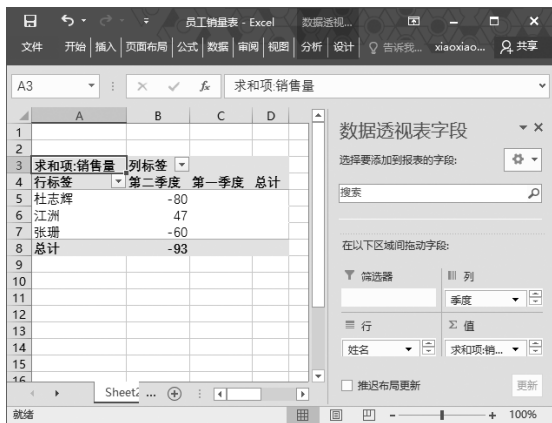 员工销量表 - Excel 数据透视...
文件 开始 插入 页面布局 公式 数据 审阅 视图 分析 设计 告诉我... xiaoxiao... 共享
A3 fx 求和项:销售量
A B C D
1
2
3 求和项:销售量 列标签
4 行标签 第二季度 第一季度 总计
5 杜志辉 -80
6 江洲 47
7 张珊 -60
8 总计 -93
9
10
11
12
13
14
15
16
数据透视表字段
选择要添加到报表的字段:
搜索
在以下区域间拖动字段:
筛选器 列
季度
行 Σ 值
姓名 求和项:销...
推迟布局更新 更新
Sheet2 ...
就绪 100%